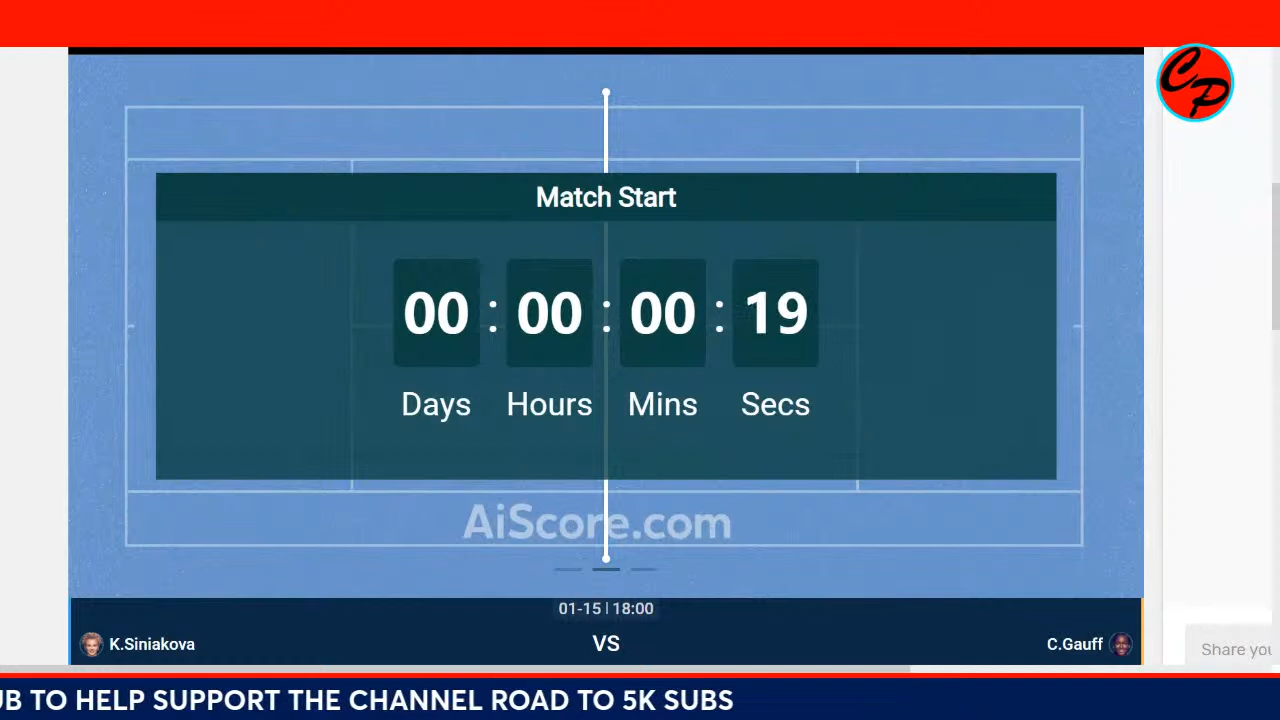 CP
Match Start
00 : 00 : 00 : 19
Days Hours Mins Secs
AiScore.com
01-15 | 18:00
K.Siniakova VS C.Gauff
Share you
UB TO HELP SUPPORT THE CHANNEL ROAD TO 5K SUBS